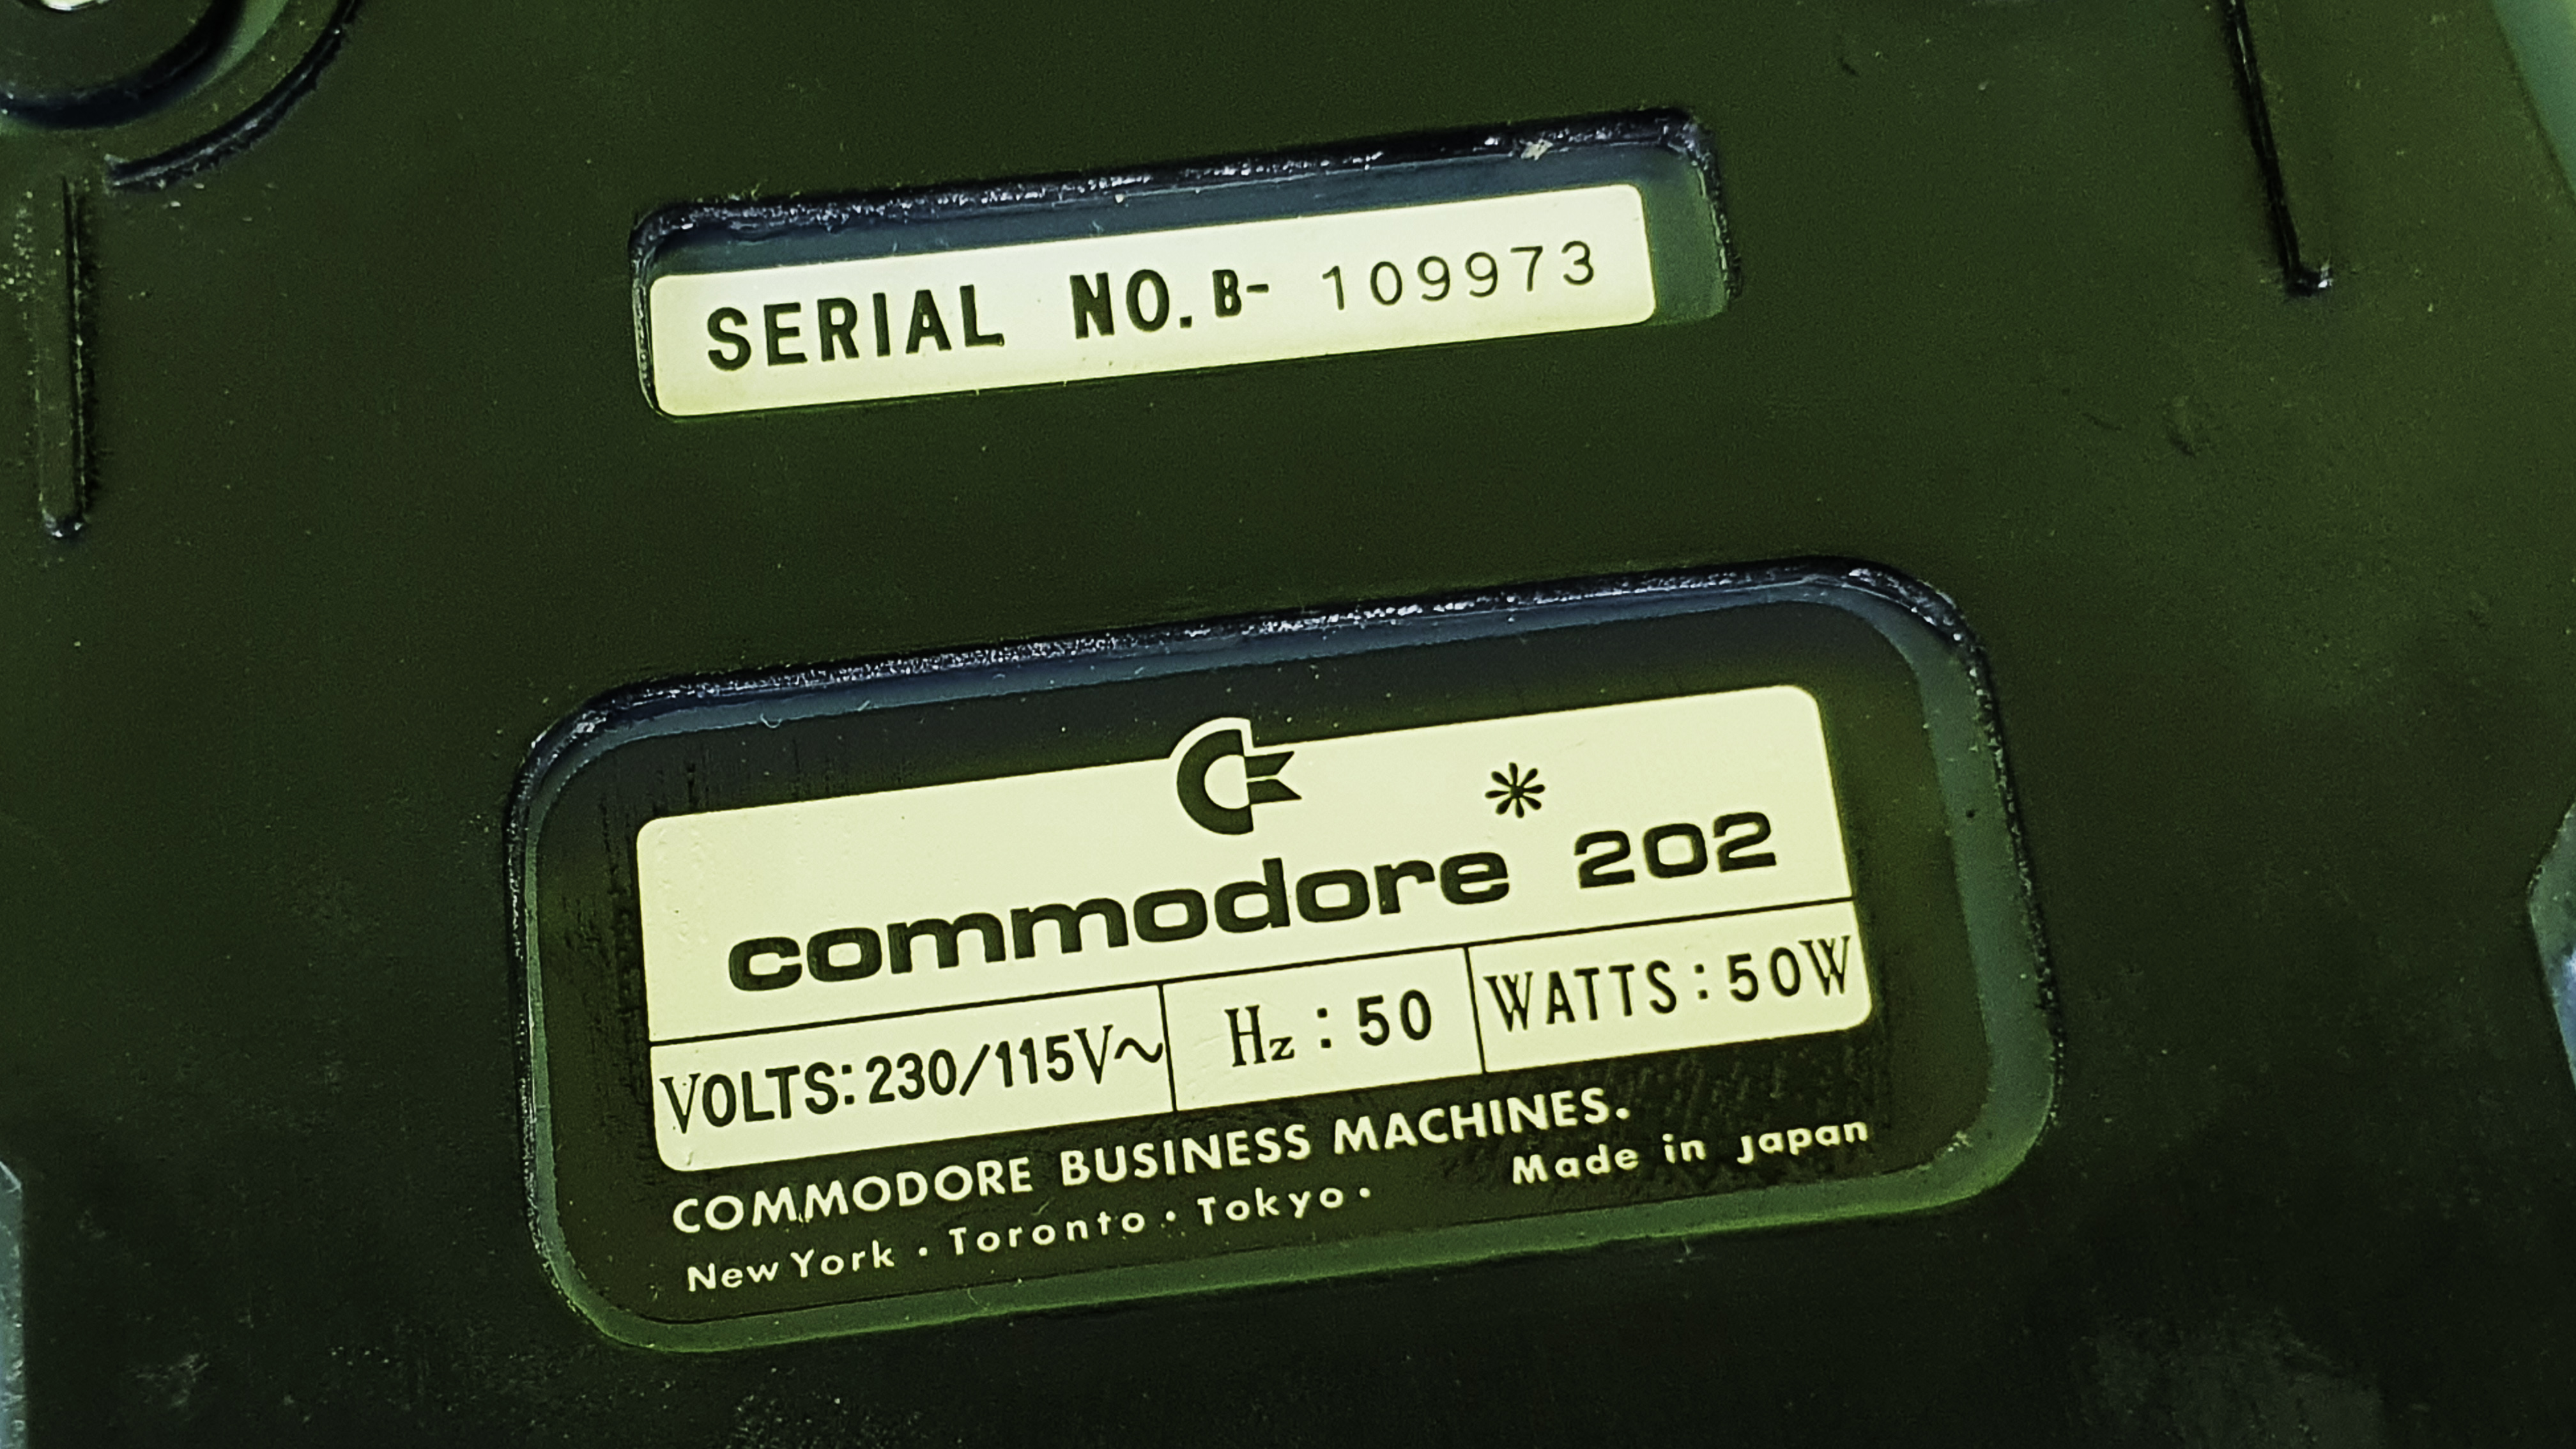 SERIAL NO. B- 109973
*
commodore 202
VOLTS: 230/115V~ Hz : 50 WATTS : 50W
COMMODORE BUSINESS MACHINES.
Made in Japan
New York · Toronto · Tokyo ·